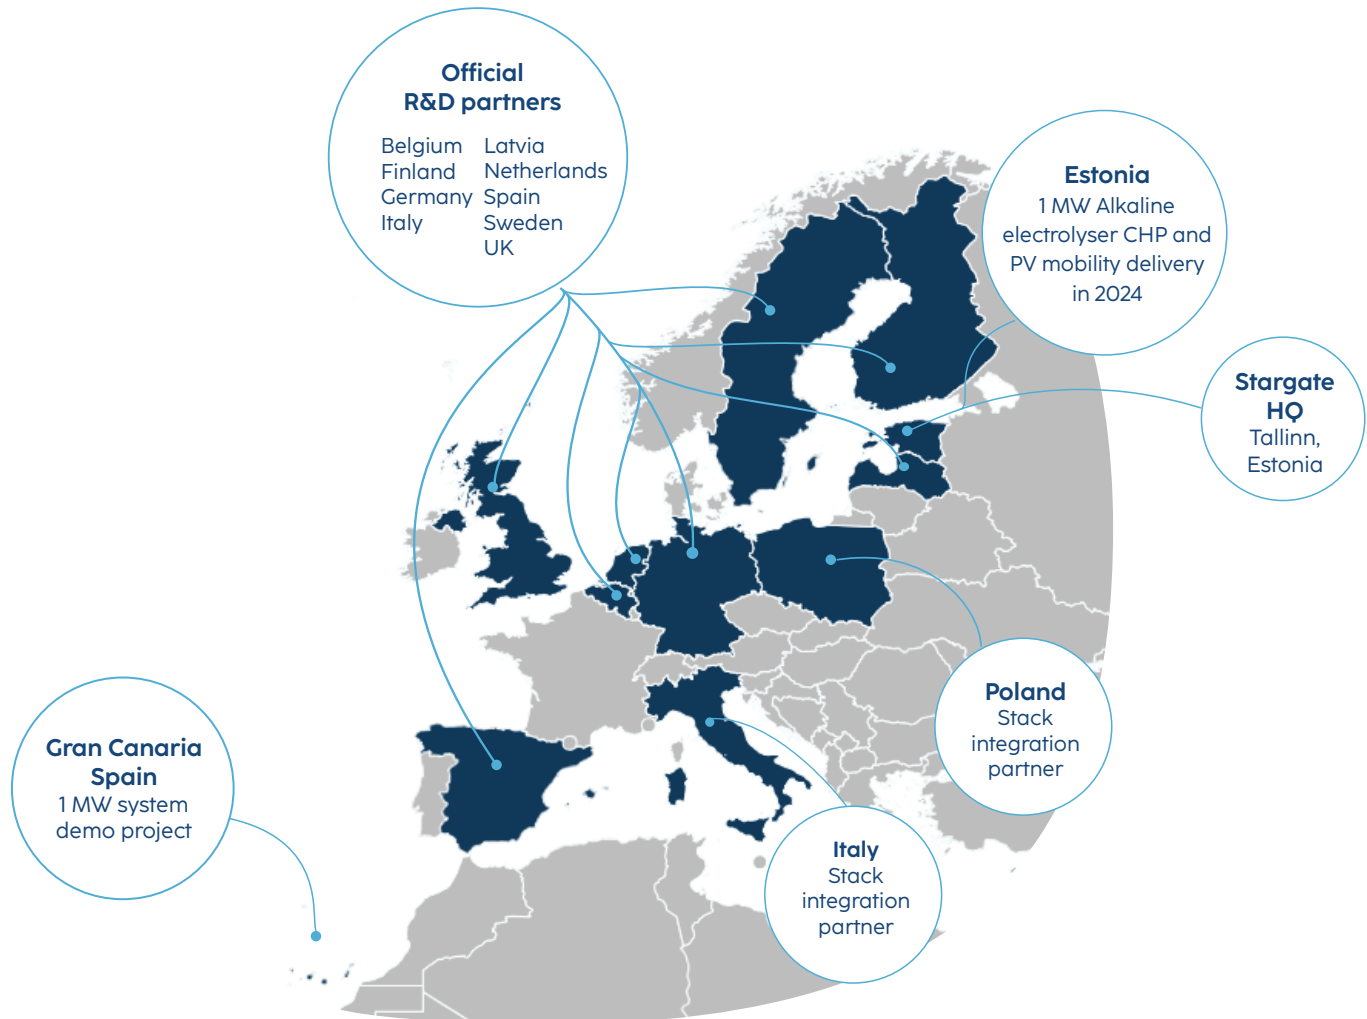 Official
R&D partners
Belgium
Finland
Germany
Italy
Latvia
Netherlands
Spain
Sweden
UK
Estonia
1 MW Alkaline
electrolyser CHP and
PV mobility delivery
in 2024
Stargate
HQ
Tallinn,
Estonia
Poland
Stack
integration
partner
Gran Canaria
Spain
1 MW system
demo project
Italy
Stack
integration
partner